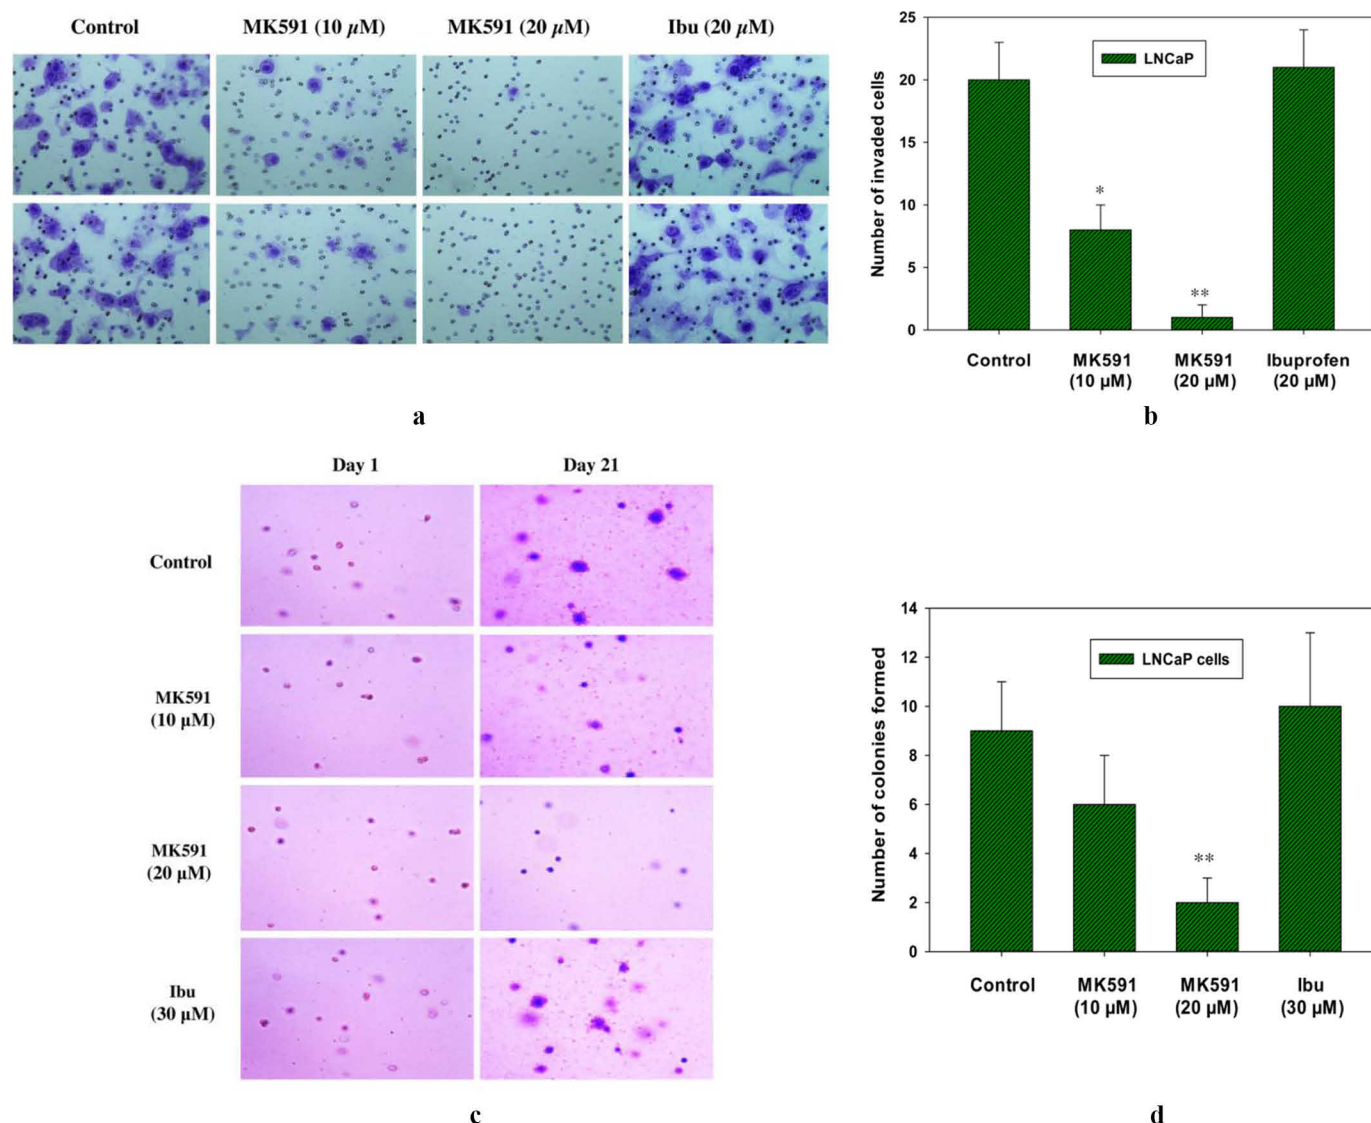 Control MK591 (10 µM) MK591 (20 µM) Ibu (20 µM)
a
25
20
15
10
5
0
Number of invaded cells
LNCaP
*
**
Control MK591 MK591 Ibuprofen
(10 µM) (20 µM) (20 µM)
b
Day 1 Day 21
Control
MK591
(10 µM)
MK591
(20 µM)
Ibu
(30 µM)
c
14
12
10
8
6
4
2
0
Number of colonies formed
LNCaP cells
**
Control MK591 MK591 Ibu
(10 µM) (20 µM) (30 µM)
d